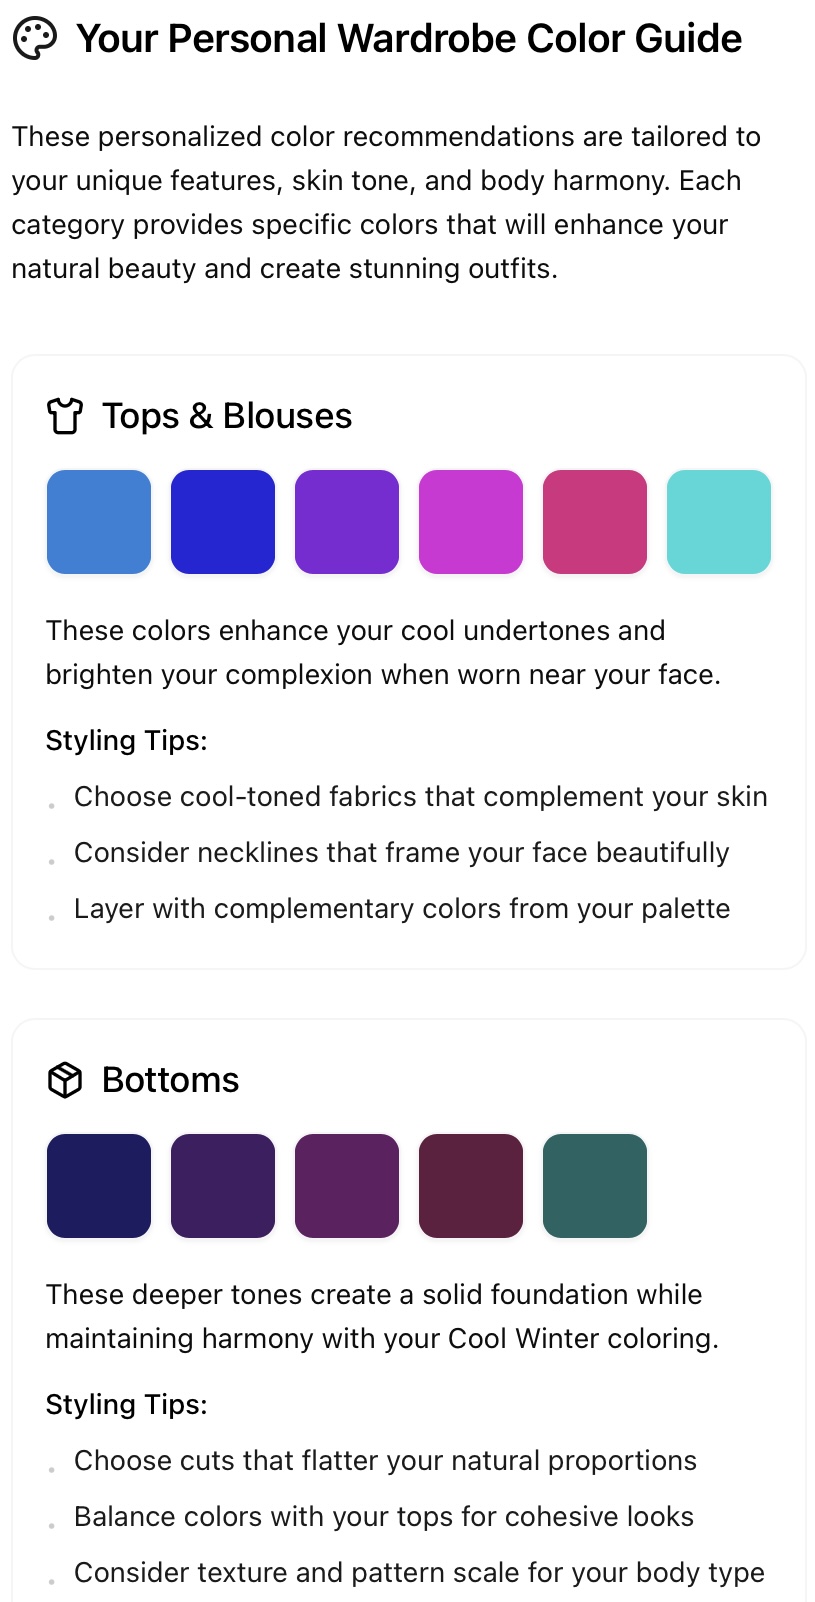 Your Personal Wardrobe Color Guide
These personalized color recommendations are tailored to
your unique features, skin tone, and body harmony. Each
category provides specific colors that will enhance your
natural beauty and create stunning outfits.
Tops & Blouses
These colors enhance your cool undertones and
brighten your complexion when worn near your face.
Styling Tips:
Choose cool-toned fabrics that complement your skin
Consider necklines that frame your face beautifully
Layer with complementary colors from your palette
Bottoms
These deeper tones create a solid foundation while
maintaining harmony with your Cool Winter coloring.
Styling Tips:
Choose cuts that flatter your natural proportions
Balance colors with your tops for cohesive looks
Consider texture and pattern scale for your body type